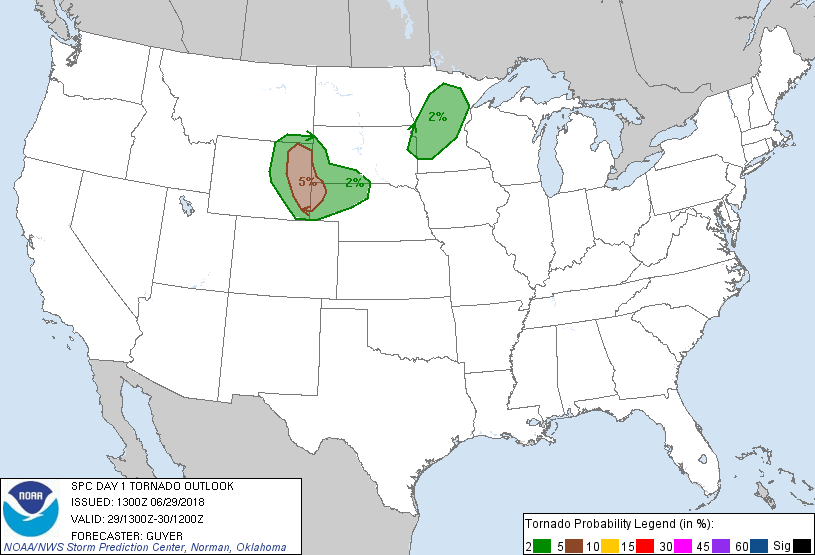 2%
5%
2%
NOAA
SPC DAY 1 TORNADO OUTLOOK
ISSUED: 1300Z 06/29/2018
VALID: 29/1300Z-30/1200Z
FORECASTER: GUYER
NOAA/NWS Storm Prediction Center, Norman, Oklahoma
Tornado Probability Legend (in %):
2 5 10 15 30 45 60 Sig